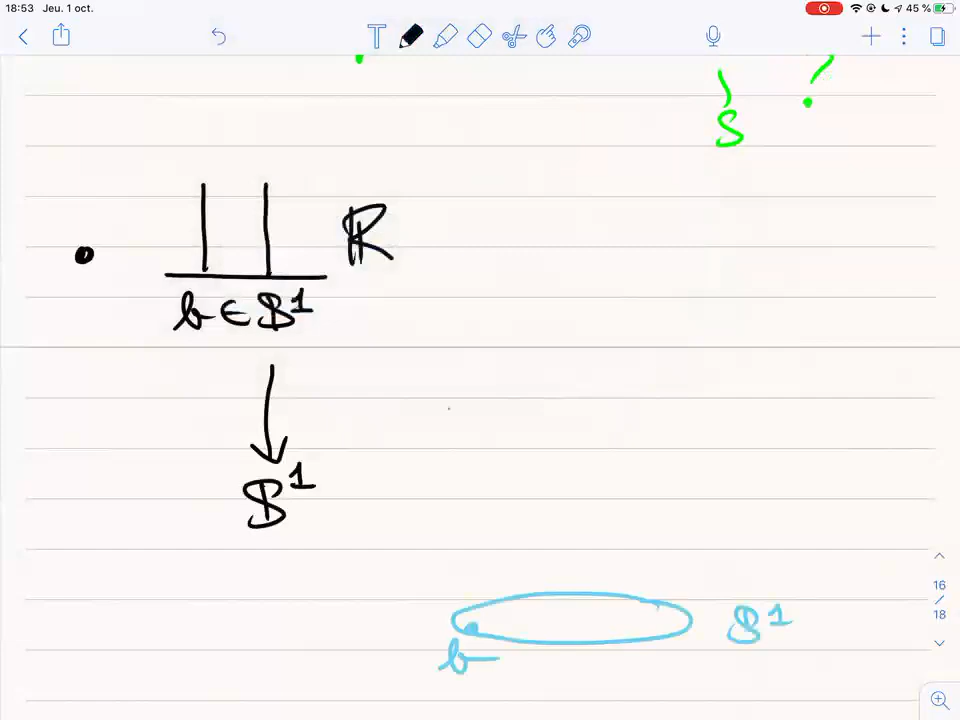 18:53 Jeu. 1 oct.
45 %
T
S ?
• ∐ ℝ
b ∈ 𝕊¹
↓
𝕊¹
𝕊¹
b
16
/
18